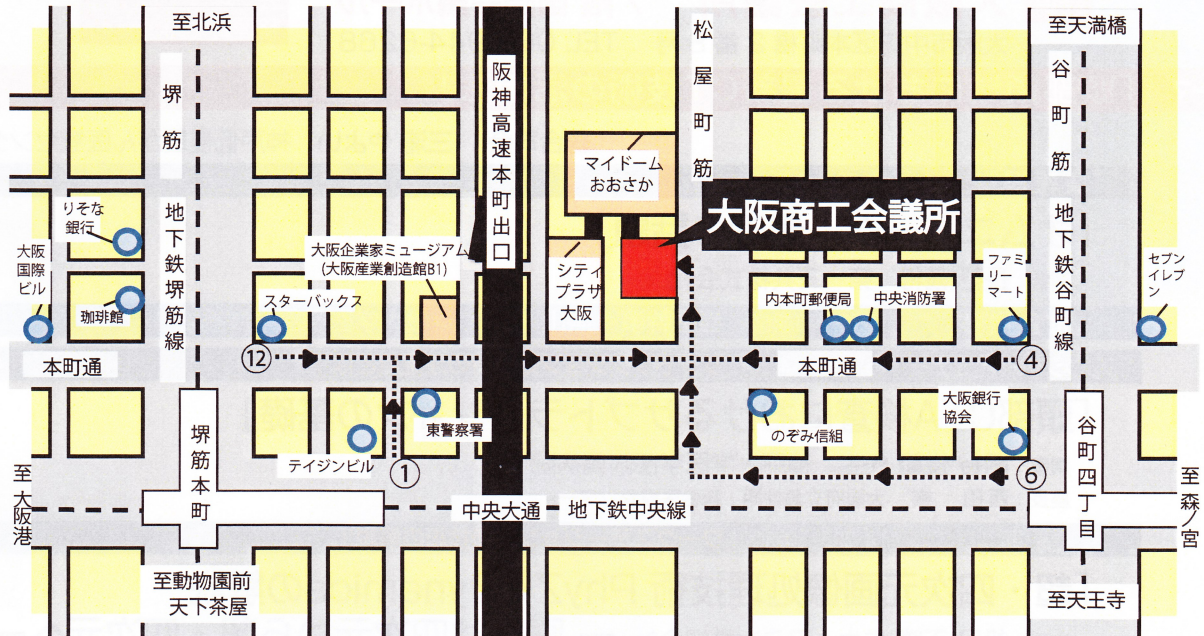 至北浜
至天満橋
堺筋
地下鉄堺筋線
阪神高速本町出口
松屋町筋
谷町筋
地下鉄谷町線
マイドーム
おおさか
大阪商工会議所
りそな
銀行
大阪
国際
ビル
珈琲館
大阪企業家ミュージアム
(大阪産業創造館B1)
スターバックス
シティ
プラザ
大阪
内本町郵便局
中央消防署
ファミ
リー
マート
セブン
イレブ
ン
本町通
⑫
本町通
④
東警察署
テイジンビル
①
のぞみ信組
大阪銀行
協会
⑥
堺筋本町
谷町四丁目
至大阪港
中央大通
地下鉄中央線
至森ノ宮
至動物園前
天下茶屋
至天王寺